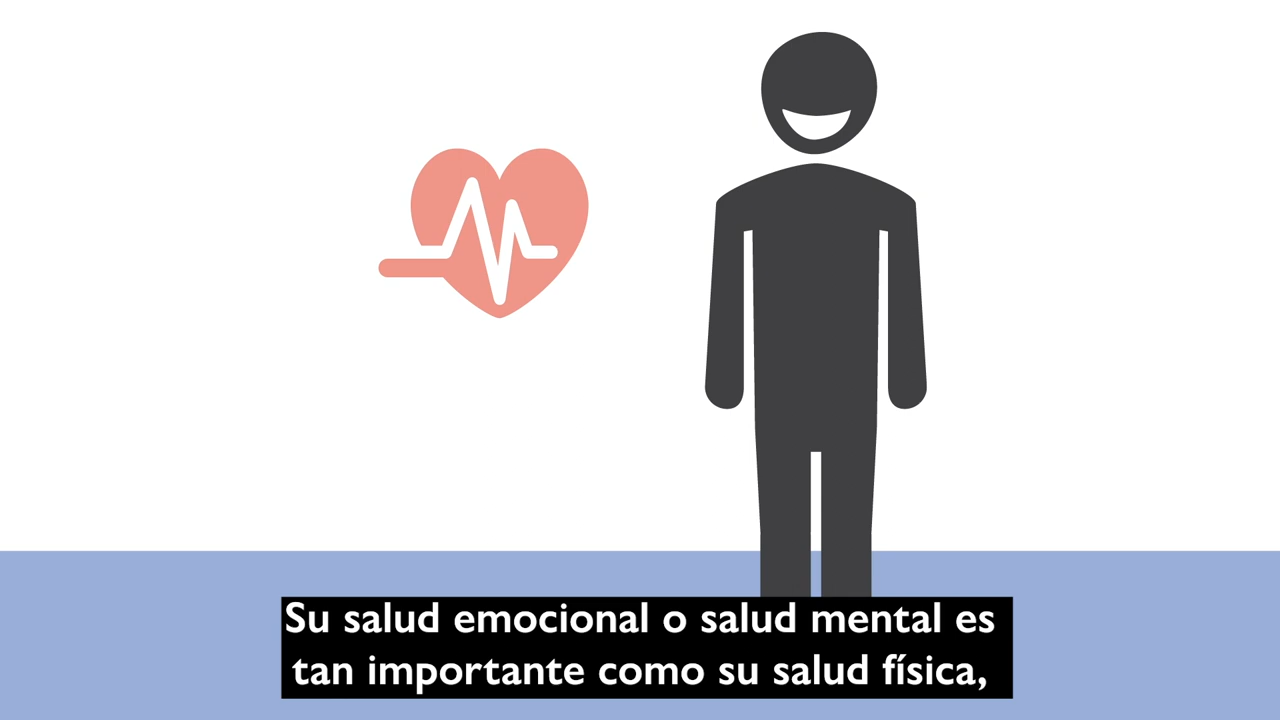 Su salud emocional o salud mental es
tan importante como su salud física,